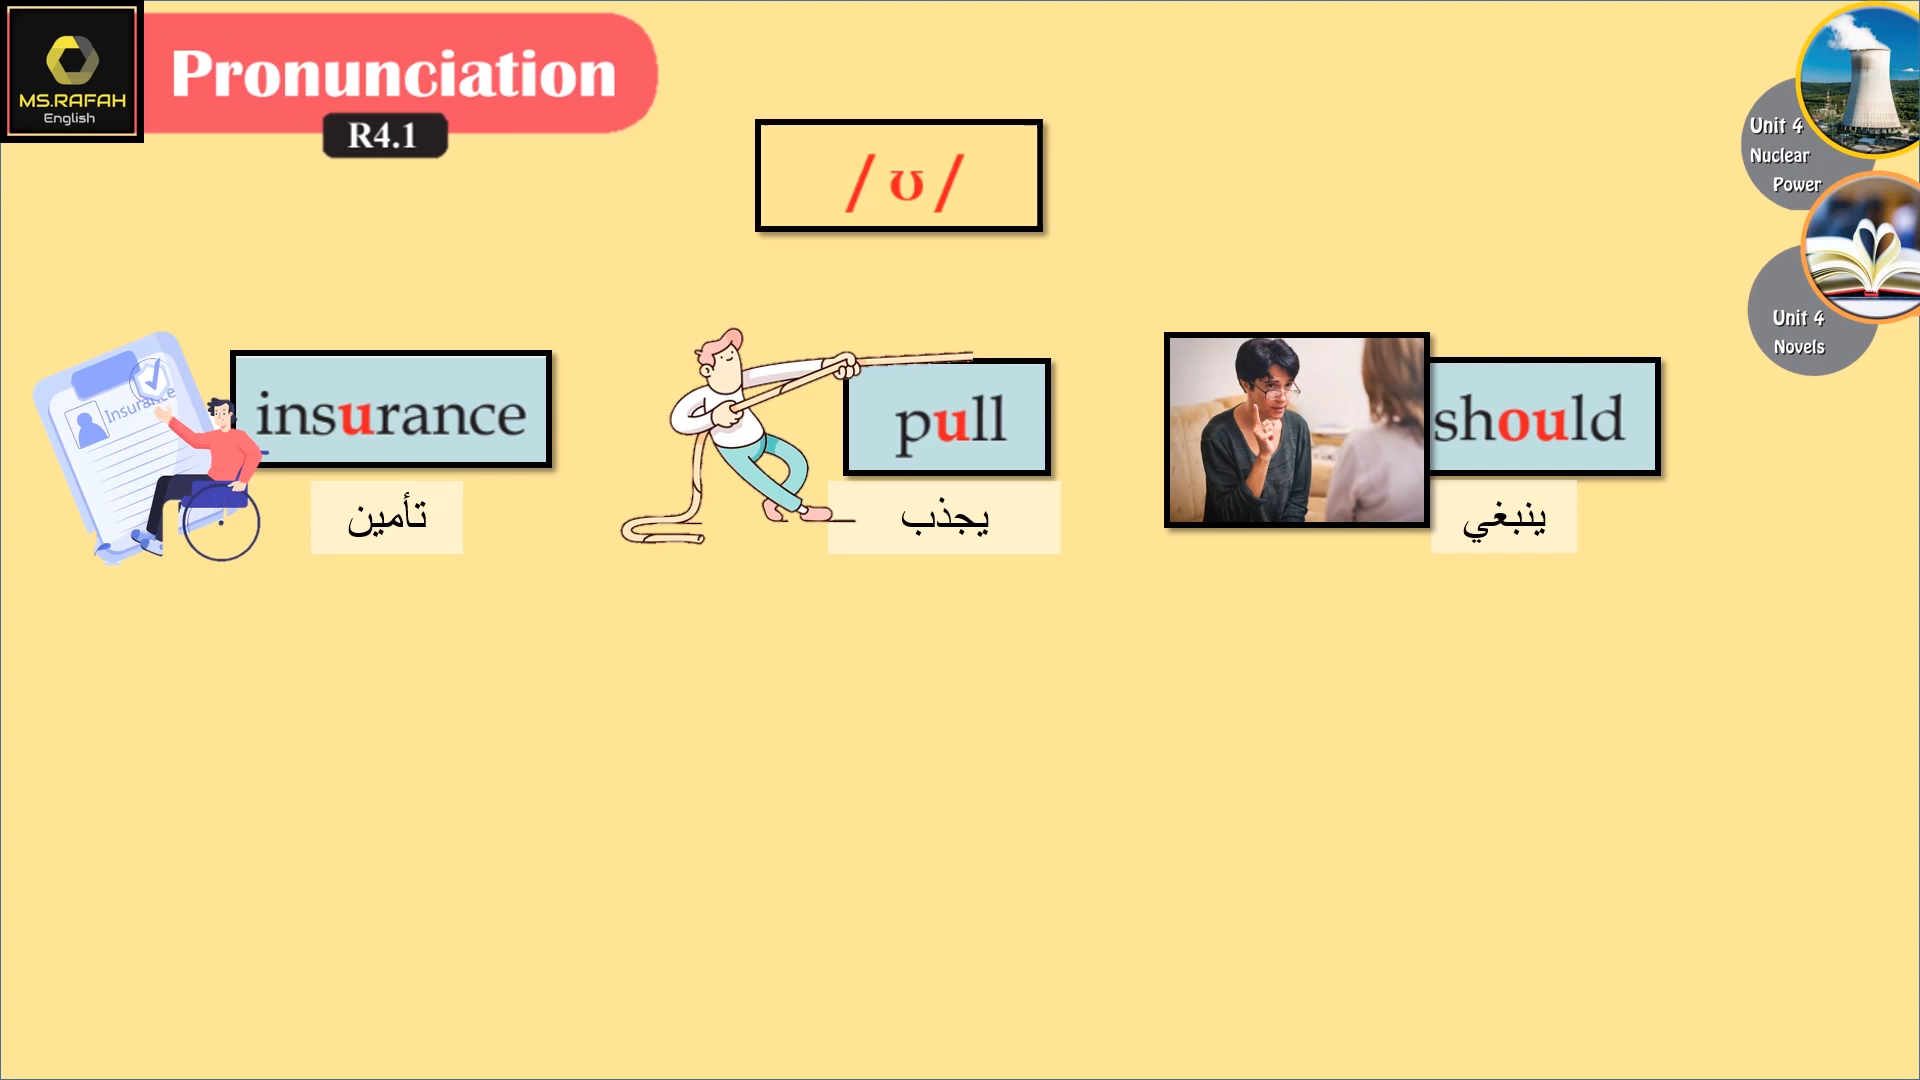 MS.RAFAH
English
Pronunciation
R4.1
/ ʊ /
Unit 4
Nuclear
Power
Unit 4
Novels
Insurance
insurance
تأمين
pull
يجذب
should
ينبغي